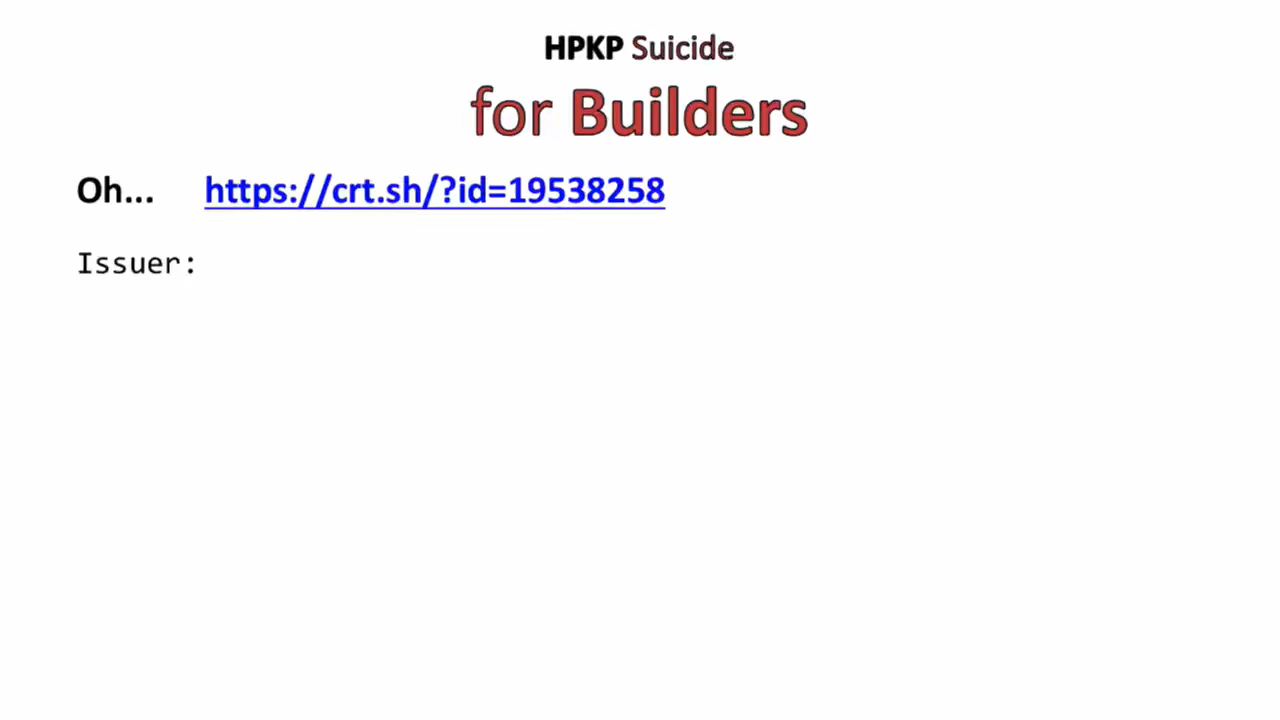 HPKP Suicide
for Builders
Oh... https://crt.sh/?id=19538258
Issuer: